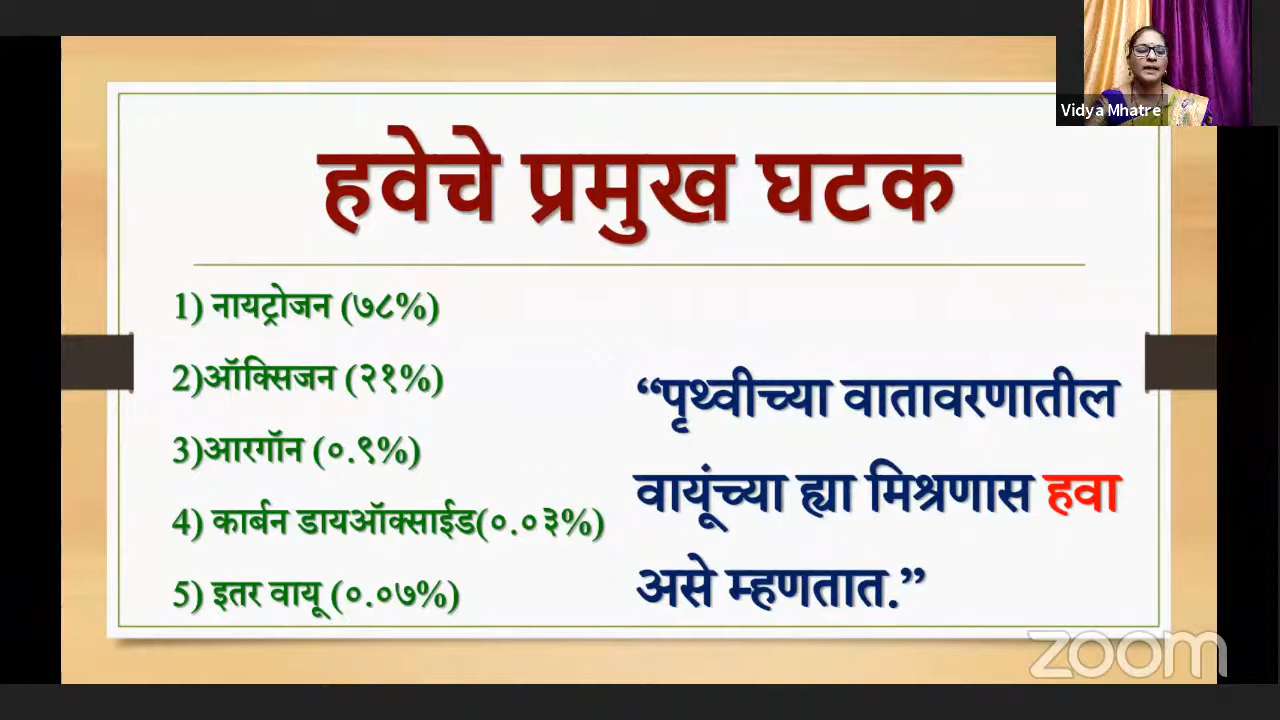 Vidya Mhatre
हवेचे प्रमुख घटक
1) नायट्रोजन (७८%)
2)ऑक्सिजन (२१%)
3)आरगॉन (०.९%)
4) कार्बन डायऑक्साईड(०.०३%)
5) इतर वायू (०.०७%)
“पृथ्वीच्या वातावरणातील
वायूंच्या ह्या मिश्रणास हवा
असे म्हणतात.”
zoom